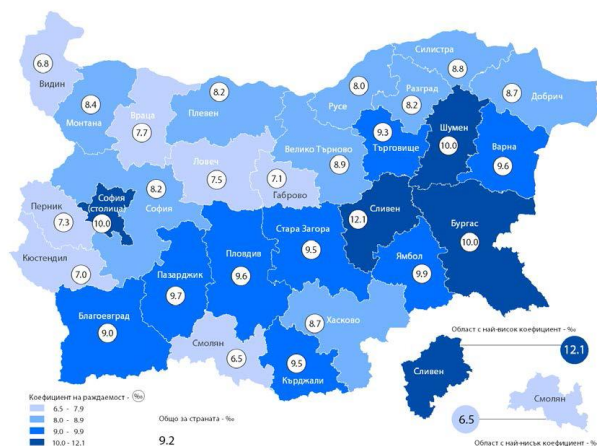 6.8
Видин
8.4
Монтана
Враца
7.7
8.2
Плевен
8.0
Русе
Силистра
8.8
Разград
8.2
8.7
Добрич
Ловеч
7.5
Велико Търново
8.9
7.1
Габрово
9.3
Търговище
Шумен
10.0
Варна
9.6
Перник
7.3
София
(столица)
10.0
8.2
София
Кюстендил
7.0
Пазарджик
9.7
Пловдив
9.6
Стара Загора
9.5
12.1
Сливен
Ямбол
9.9
Бургас
10.0
Благоевград
9.0
Смолян
6.5
8.7
Хасково
9.5
Кърджали
Област с най-висок коефициент - ‰
12.1
Сливен
6.5
Смолян
Област с най-нисък коефициент - ‰
Коефициент на раждаемост - ‰
6.5 - 7.9
8.0 - 8.9
9.0 - 9.9
10.0 - 12.1
Общо за страната - ‰
9.2